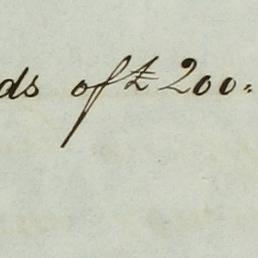 ds of £ 200=